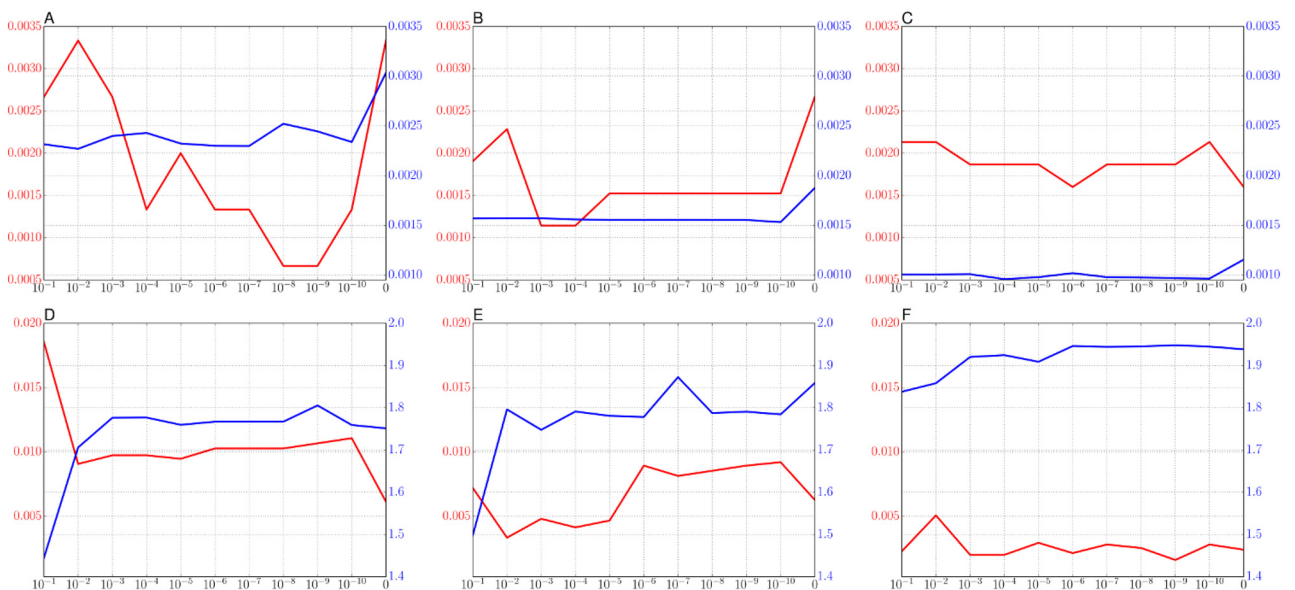 A B C
0.0035 0.0035 0.0035 0.0035 0.0035 0.0035
0.0030 0.0030 0.0030 0.0030 0.0030 0.0030
0.0025 0.0025 0.0025 0.0025 0.0025 0.0025
0.0020 0.0020 0.0020 0.0020 0.0020 0.0020
0.0015 0.0015 0.0015 0.0015 0.0015 0.0015
0.0010 0.0010 0.0010 0.0010 0.0010 0.0010
0.0005 0.0005 0.0005
10⁻¹ 10⁻² 10⁻³ 10⁻⁴ 10⁻⁵ 10⁻⁶ 10⁻⁷ 10⁻⁸ 10⁻⁹ 10⁻¹⁰ 0 10⁻¹ 10⁻² 10⁻³ 10⁻⁴ 10⁻⁵ 10⁻⁶ 10⁻⁷ 10⁻⁸ 10⁻⁹ 10⁻¹⁰ 0 10⁻¹ 10⁻² 10⁻³ 10⁻⁴ 10⁻⁵ 10⁻⁶ 10⁻⁷ 10⁻⁸ 10⁻⁹ 10⁻¹⁰ 0
D E F
0.020 2.0 0.020 2.0 0.020 2.0
1.9 1.9 1.9
0.015 0.015 0.015
1.8 1.8 1.8
0.010 1.7 0.010 1.7 0.010 1.7
1.6 1.6 1.6
0.005 0.005 0.005
1.5 1.5 1.5
1.4 1.4 1.4
10⁻¹ 10⁻² 10⁻³ 10⁻⁴ 10⁻⁵ 10⁻⁶ 10⁻⁷ 10⁻⁸ 10⁻⁹ 10⁻¹⁰ 0 10⁻¹ 10⁻² 10⁻³ 10⁻⁴ 10⁻⁵ 10⁻⁶ 10⁻⁷ 10⁻⁸ 10⁻⁹ 10⁻¹⁰ 0 10⁻¹ 10⁻² 10⁻³ 10⁻⁴ 10⁻⁵ 10⁻⁶ 10⁻⁷ 10⁻⁸ 10⁻⁹ 10⁻¹⁰ 0